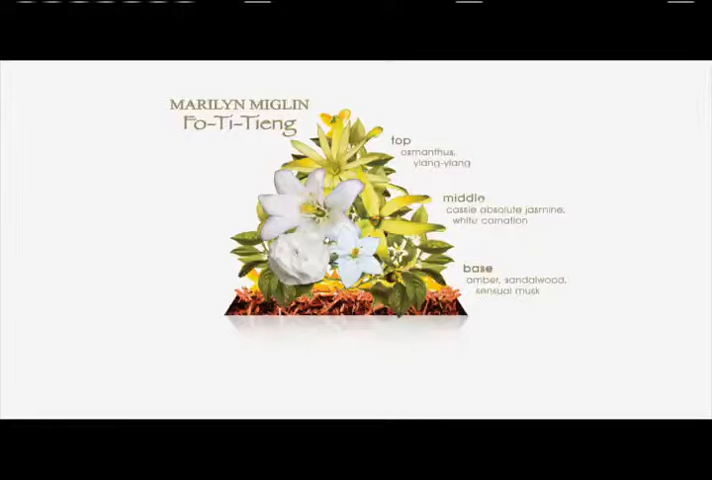 MARILYN MIGLIN
Fo-Ti-Tieng
top
osmanthus,
ylang-ylang
middle
cassie absolute jasmine,
white carnation
base
amber, sandalwood,
sensual musk